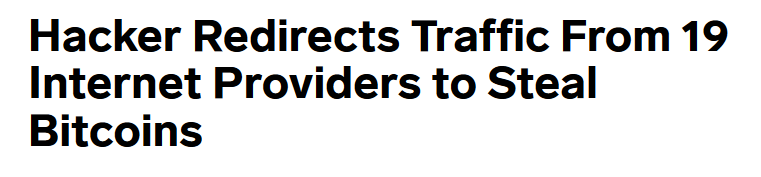 Hacker Redirects Traffic From 19
Internet Providers to Steal
Bitcoins